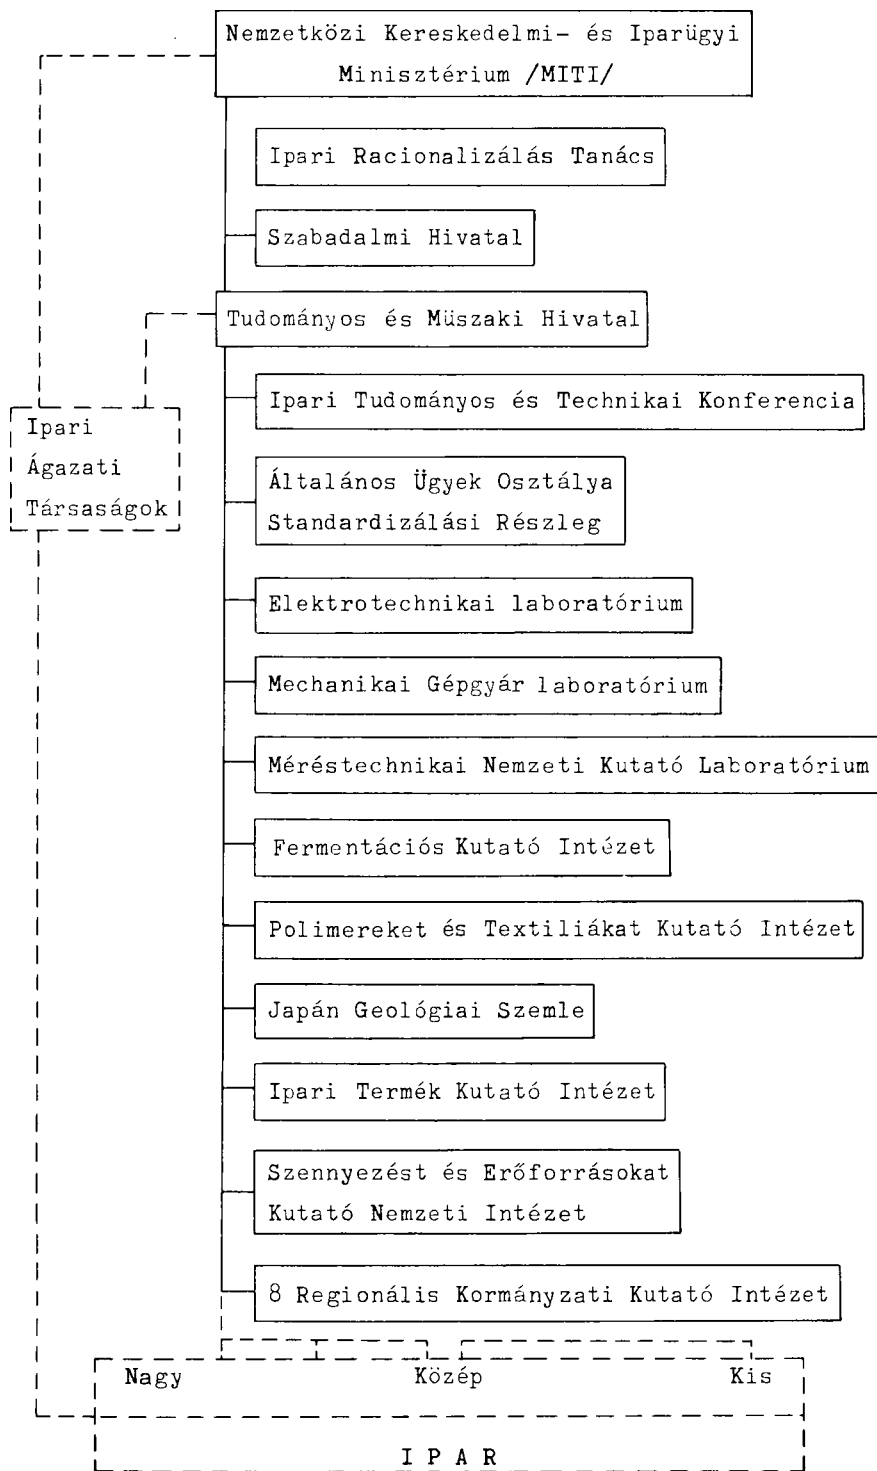 Nemzetközi Kereskedelmi- és Iparügyi
Minisztérium /MITI/
Ipari Racionalizálás Tanács
Szabadalmi Hivatal
Tudományos és Müszaki Hivatal
Ipari Tudományos és Technikai Konferencia
Ipari
Ágazati
Társaságok
Általános Ügyek Osztálya
Standardizálási Részleg
Elektrotechnikai laboratórium
Mechanikai Gépgyár laboratórium
Méréstechnikai Nemzeti Kutató Laboratórium
Fermentációs Kutató Intézet
Polimereket és Textiliákat Kutató Intézet
Japán Geológiai Szemle
Ipari Termék Kutató Intézet
Szennyezést és Erőforrásokat
Kutató Nemzeti Intézet
8 Regionális Kormányzati Kutató Intézet
Nagy Közép Kis
I P A R